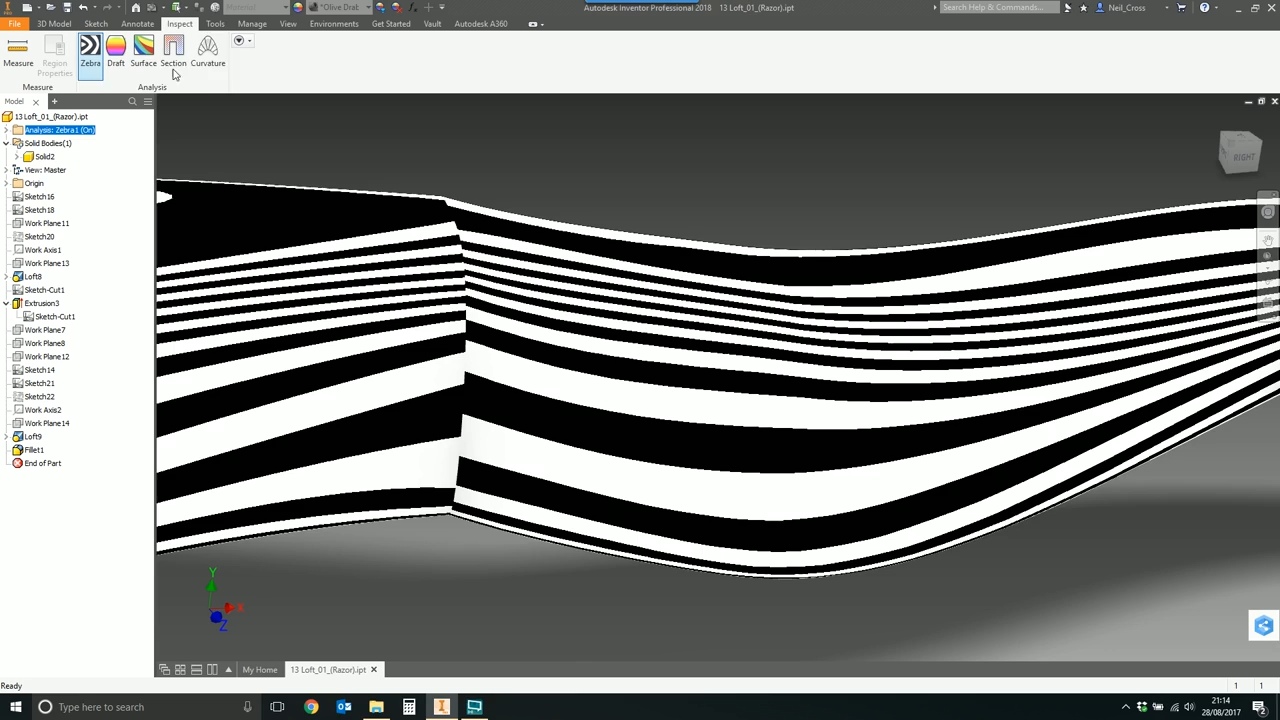 Material
*Olive Drab
Autodesk Inventor Professional 2018   13 Loft_01_(Razor).ipt
Search Help & Commands...
Neil_Cross
File
3D Model
Sketch
Annotate
Inspect
Tools
Manage
View
Environments
Get Started
Vault
Autodesk A360
Measure
Region
Properties
Zebra
Draft
Surface
Section
Curvature
Measure
Analysis
Model
13 Loft_01_(Razor).ipt
Analysis: Zebra1 (On)
Solid Bodies(1)
Solid2
View: Master
Origin
Sketch16
Sketch18
Work Plane11
Sketch20
Work Axis1
Work Plane13
Loft8
Sketch-Cut1
Extrusion3
Sketch-Cut1
Work Plane7
Work Plane8
Work Plane12
Sketch14
Sketch21
Sketch22
Work Axis2
Work Plane14
Loft9
Fillet1
End of Part
RIGHT
Y
X
Z
My Home
13 Loft_01_(Razor).ipt
Ready
1
1
Type here to search
21:14
28/08/2017
2